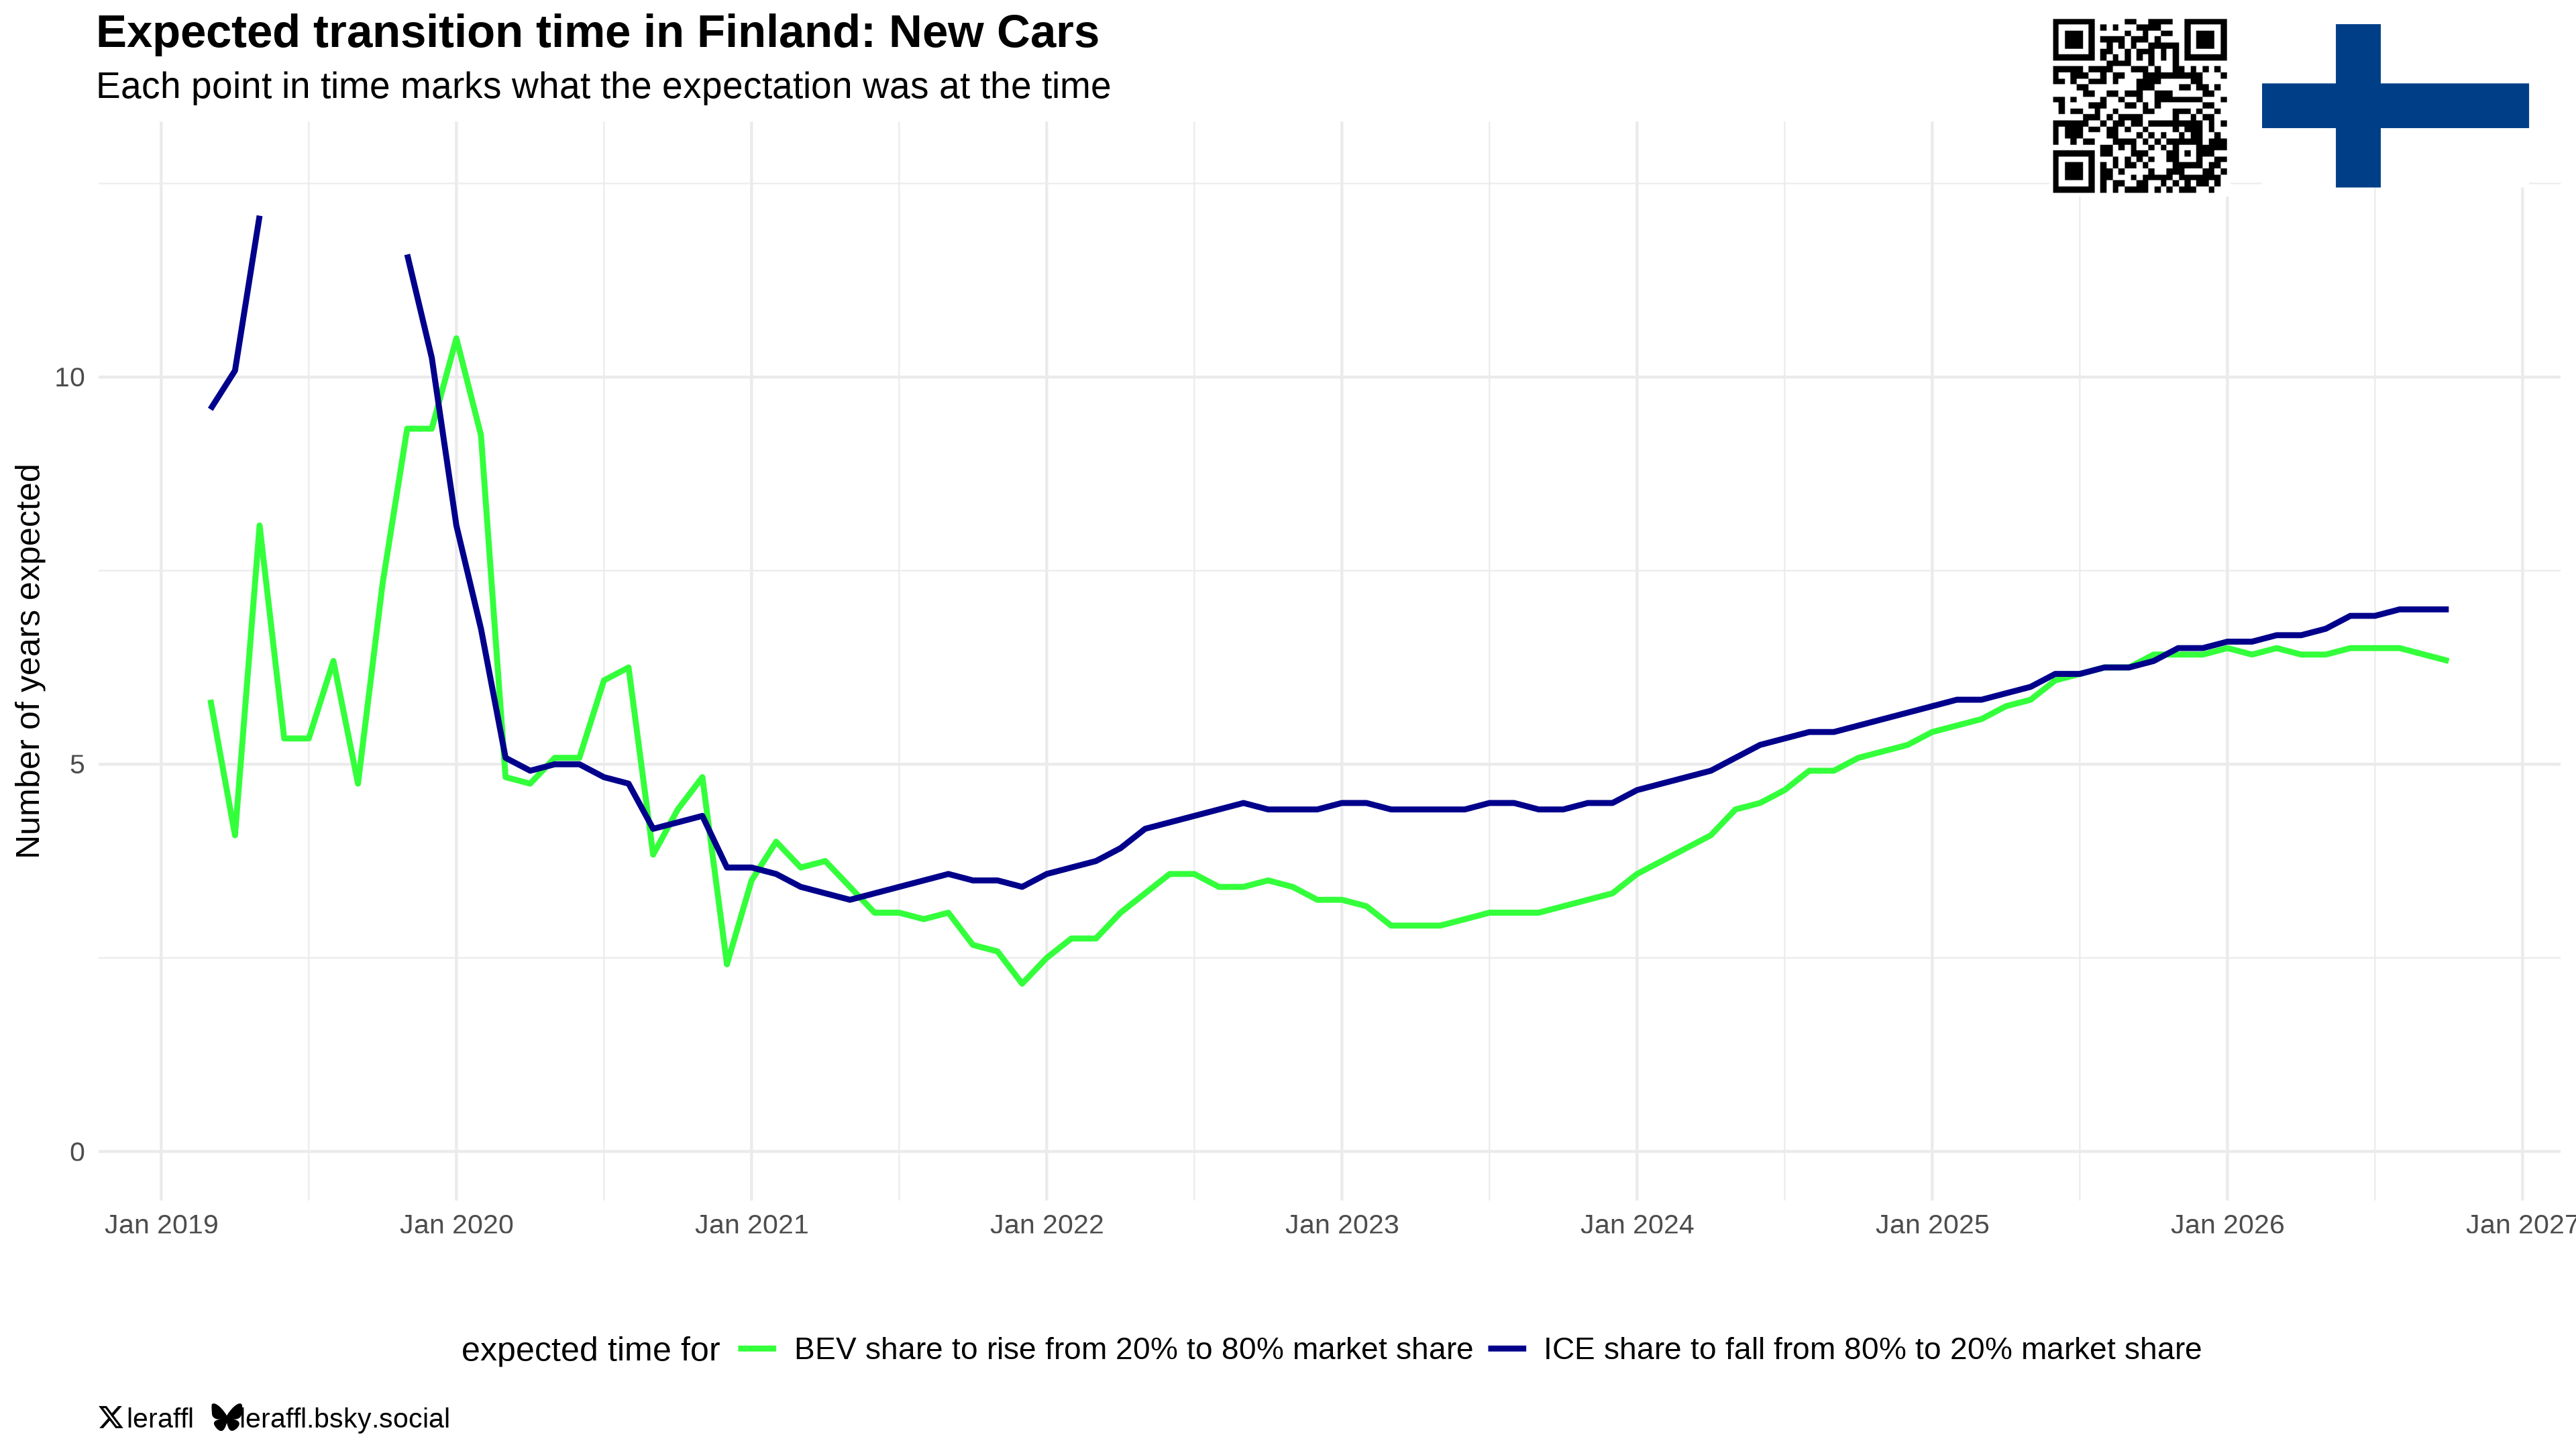 Expected transition time in Finland: New Cars
Each point in time marks what the expectation was at the time
Number of years expected
10
5
0
Jan 2019 Jan 2020 Jan 2021 Jan 2022 Jan 2023 Jan 2024 Jan 2025 Jan 2026 Jan 2027
expected time for BEV share to rise from 20% to 80% market share ICE share to fall from 80% to 20% market share
leraffl leraffl.bsky.social